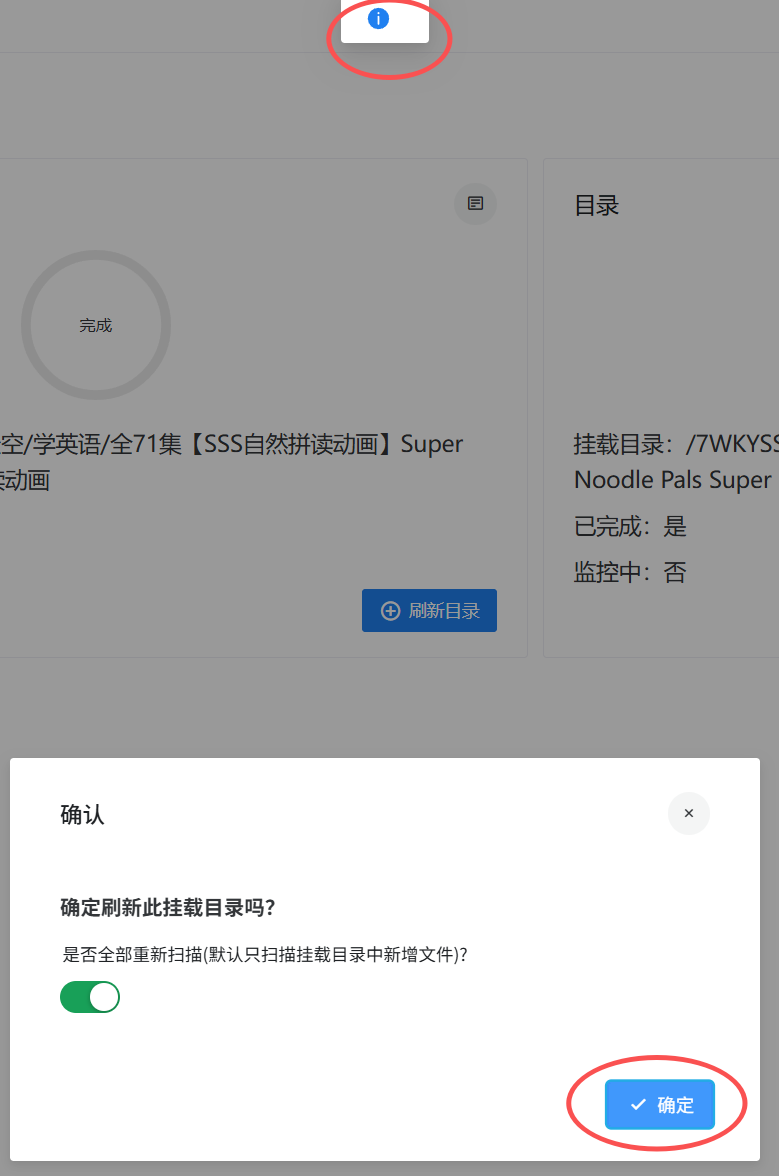 目录
完成
空/学英语/全71集【SSS自然拼读动画】Super
动画
挂载目录：/7WKYSS
Noodle Pals Super
已完成：是
监控中：否
刷新目录
确认
确定刷新此挂载目录吗？
是否全部重新扫描(默认只扫描挂载目录中新增文件)?
确定